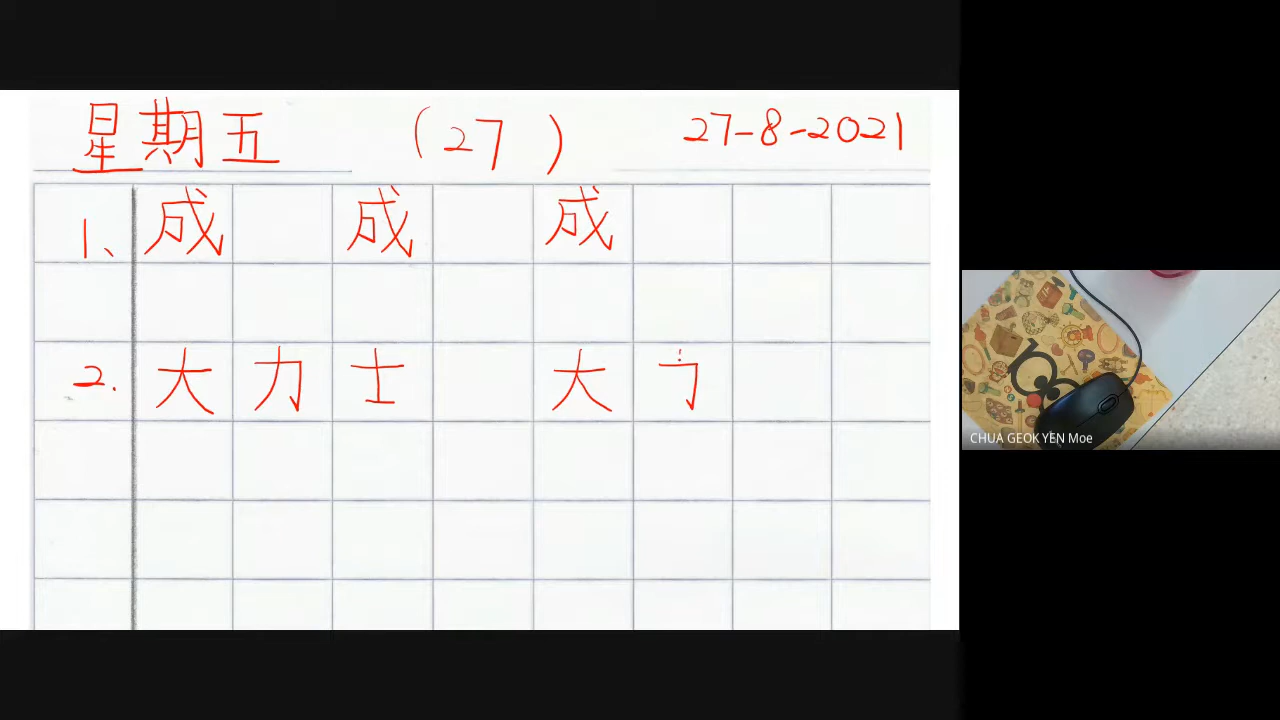 星期五 (27) 27-8-2021
1、成 成 成
2. 大力士 大
CHUA GEOK YEN Moe